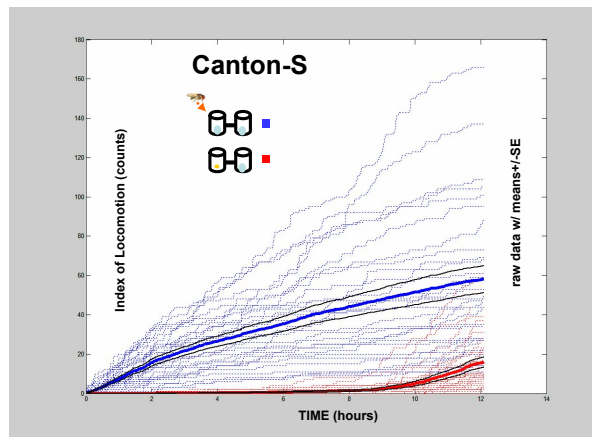 Canton-S
180
160
140
120
100
80
60
40
20
0
Index of Locomotion (counts)
raw data w/ means+/-SE
0 2 4 6 8 10 12 14
TIME (hours)